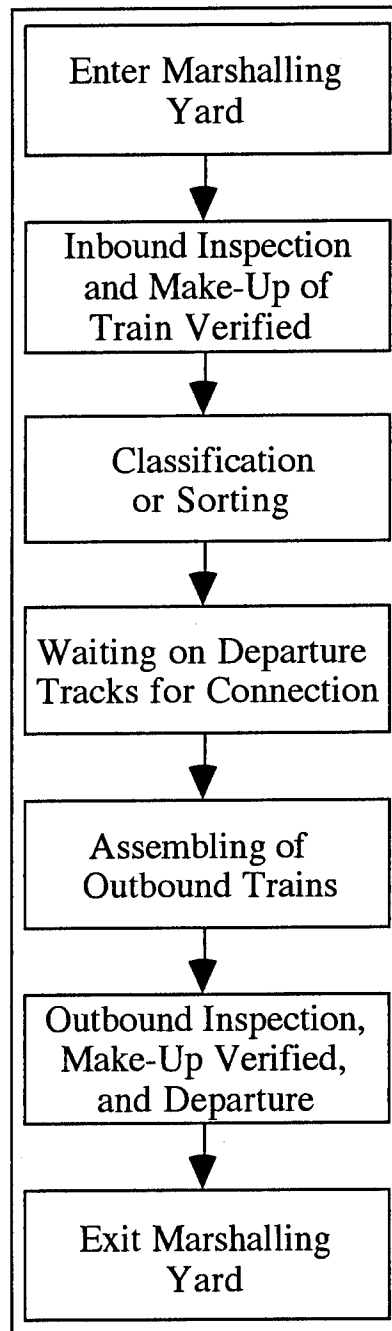 Enter Marshalling
Yard
Inbound Inspection
and Make-Up of
Train Verified
Classification
or Sorting
Waiting on Departure
Tracks for Connection
Assembling of
Outbound Trains
Outbound Inspection,
Make-Up Verified,
and Departure
Exit Marshalling
Yard